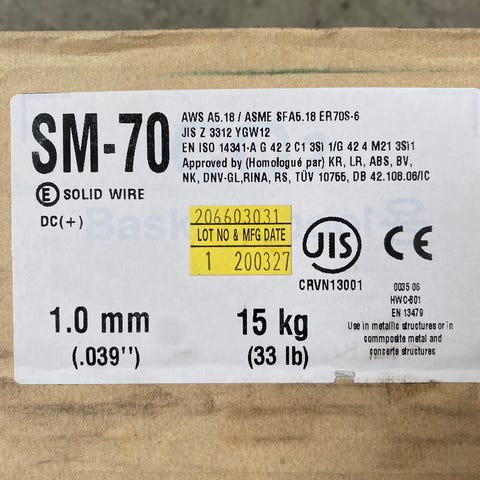 SM-70
Ⓔ SOLID WIRE
DC(+)
AWS A5.18 / ASME SFA5.18 ER70S-6
JIS Z 3312 YGW12
EN ISO 14341-A G 42 2 C1 3Si 1/G 42 4 M21 3Si1
Approved by (Homologué par) KR, LR, ABS, BV,
NK, DNV-GL,RINA, RS, TÜV 10755, DB 42.108.06/IC
206603031
LOT NO & MFG DATE
1 200327
JIS
CRVN13001
CE
0035 06
HWC-801
EN 13479
Use in metallic structures or in
commposite metal and
concerte structures
1.0 mm
(.039")
15 kg
(33 lb)